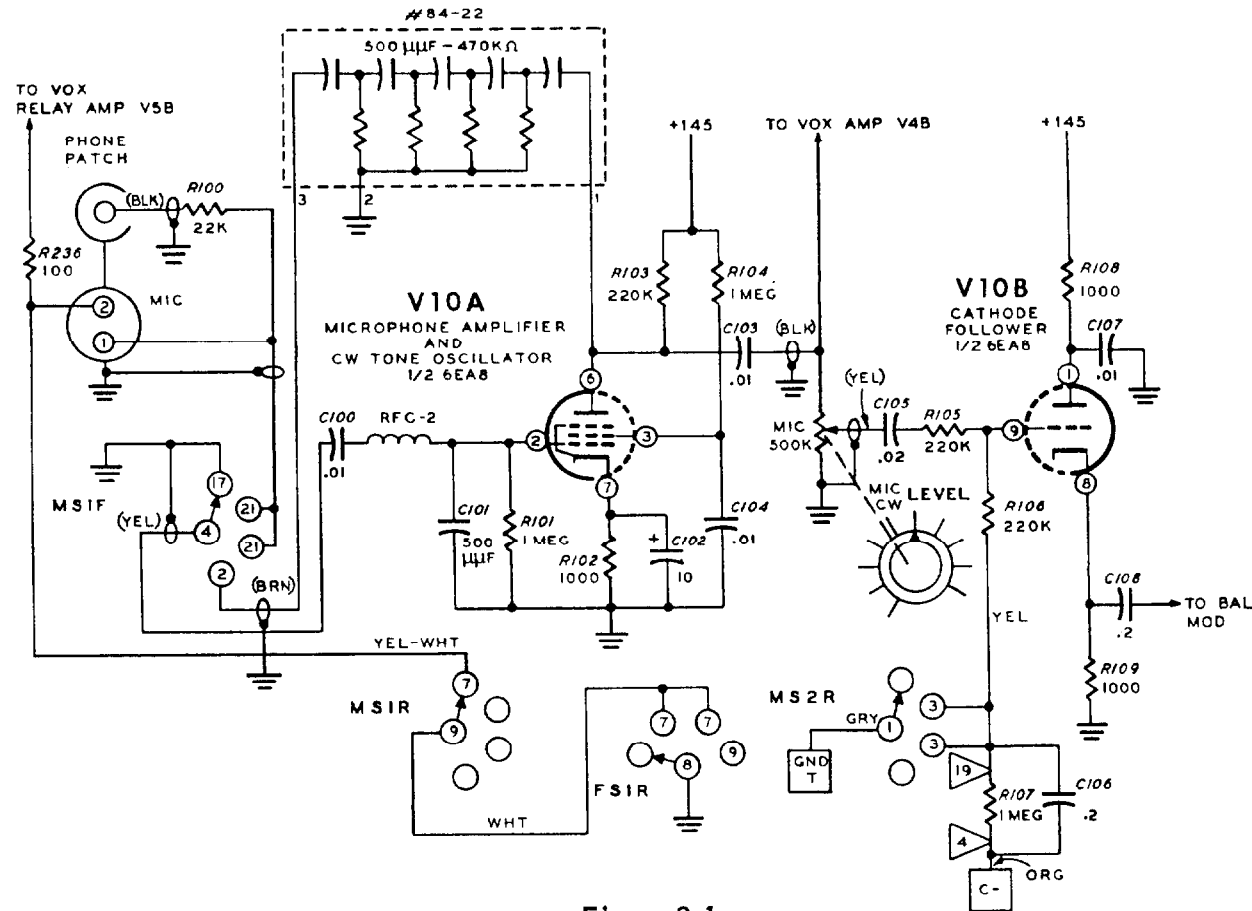 #84-22
500 μμF-470KΩ
3
2
1
TO VOX
RELAY AMP V5B
PHONE
PATCH
(BLK)
R100
22K
R236
100
2
MIC
1
+145
TO VOX AMP V4B
+145
R103
220K
R104
1MEG
R108
1000
V10A
MICROPHONE AMPLIFIER
AND
CW TONE OSCILLATOR
1/2 6EA8
V10B
CATHODE
FOLLOWER
1/2 6EA8
C103
.01
(BLK)
C107
.01
6
1
(YEL)
C100
.01
RFC-2
2
3
7
MIC
500K
C105
.02
R105
220K
9
8
MS1F
17
(YEL)
4
21
21
2
(BRN)
C101
500
μμF
R101
1MEG
R102
1000
+
C102
10
C104
.01
MIC
CW
LEVEL
R106
220K
C108
.2
TO BAL
MOD
YEL
R109
1000
YEL-WHT
MS1R
7
9
WHT
FS1R
7
7
9
8
MS2R
GRY
1
3
3
GND
T
19
R107
1MEG
C106
.2
4
ORG
C-